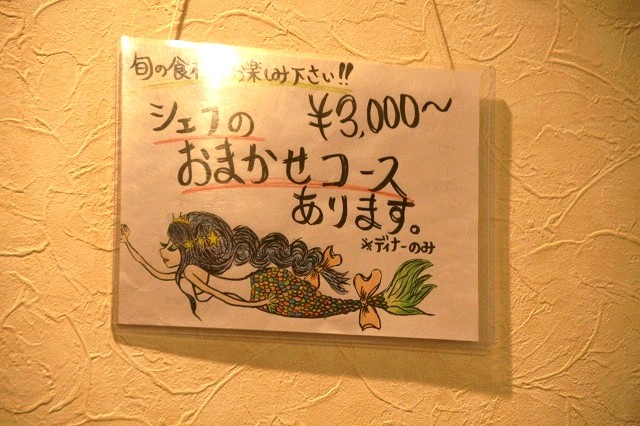 旬の食 お楽しみ下さい!!
シェフの ¥3,000〜
おまかせコース
あります。
※ディナーのみ